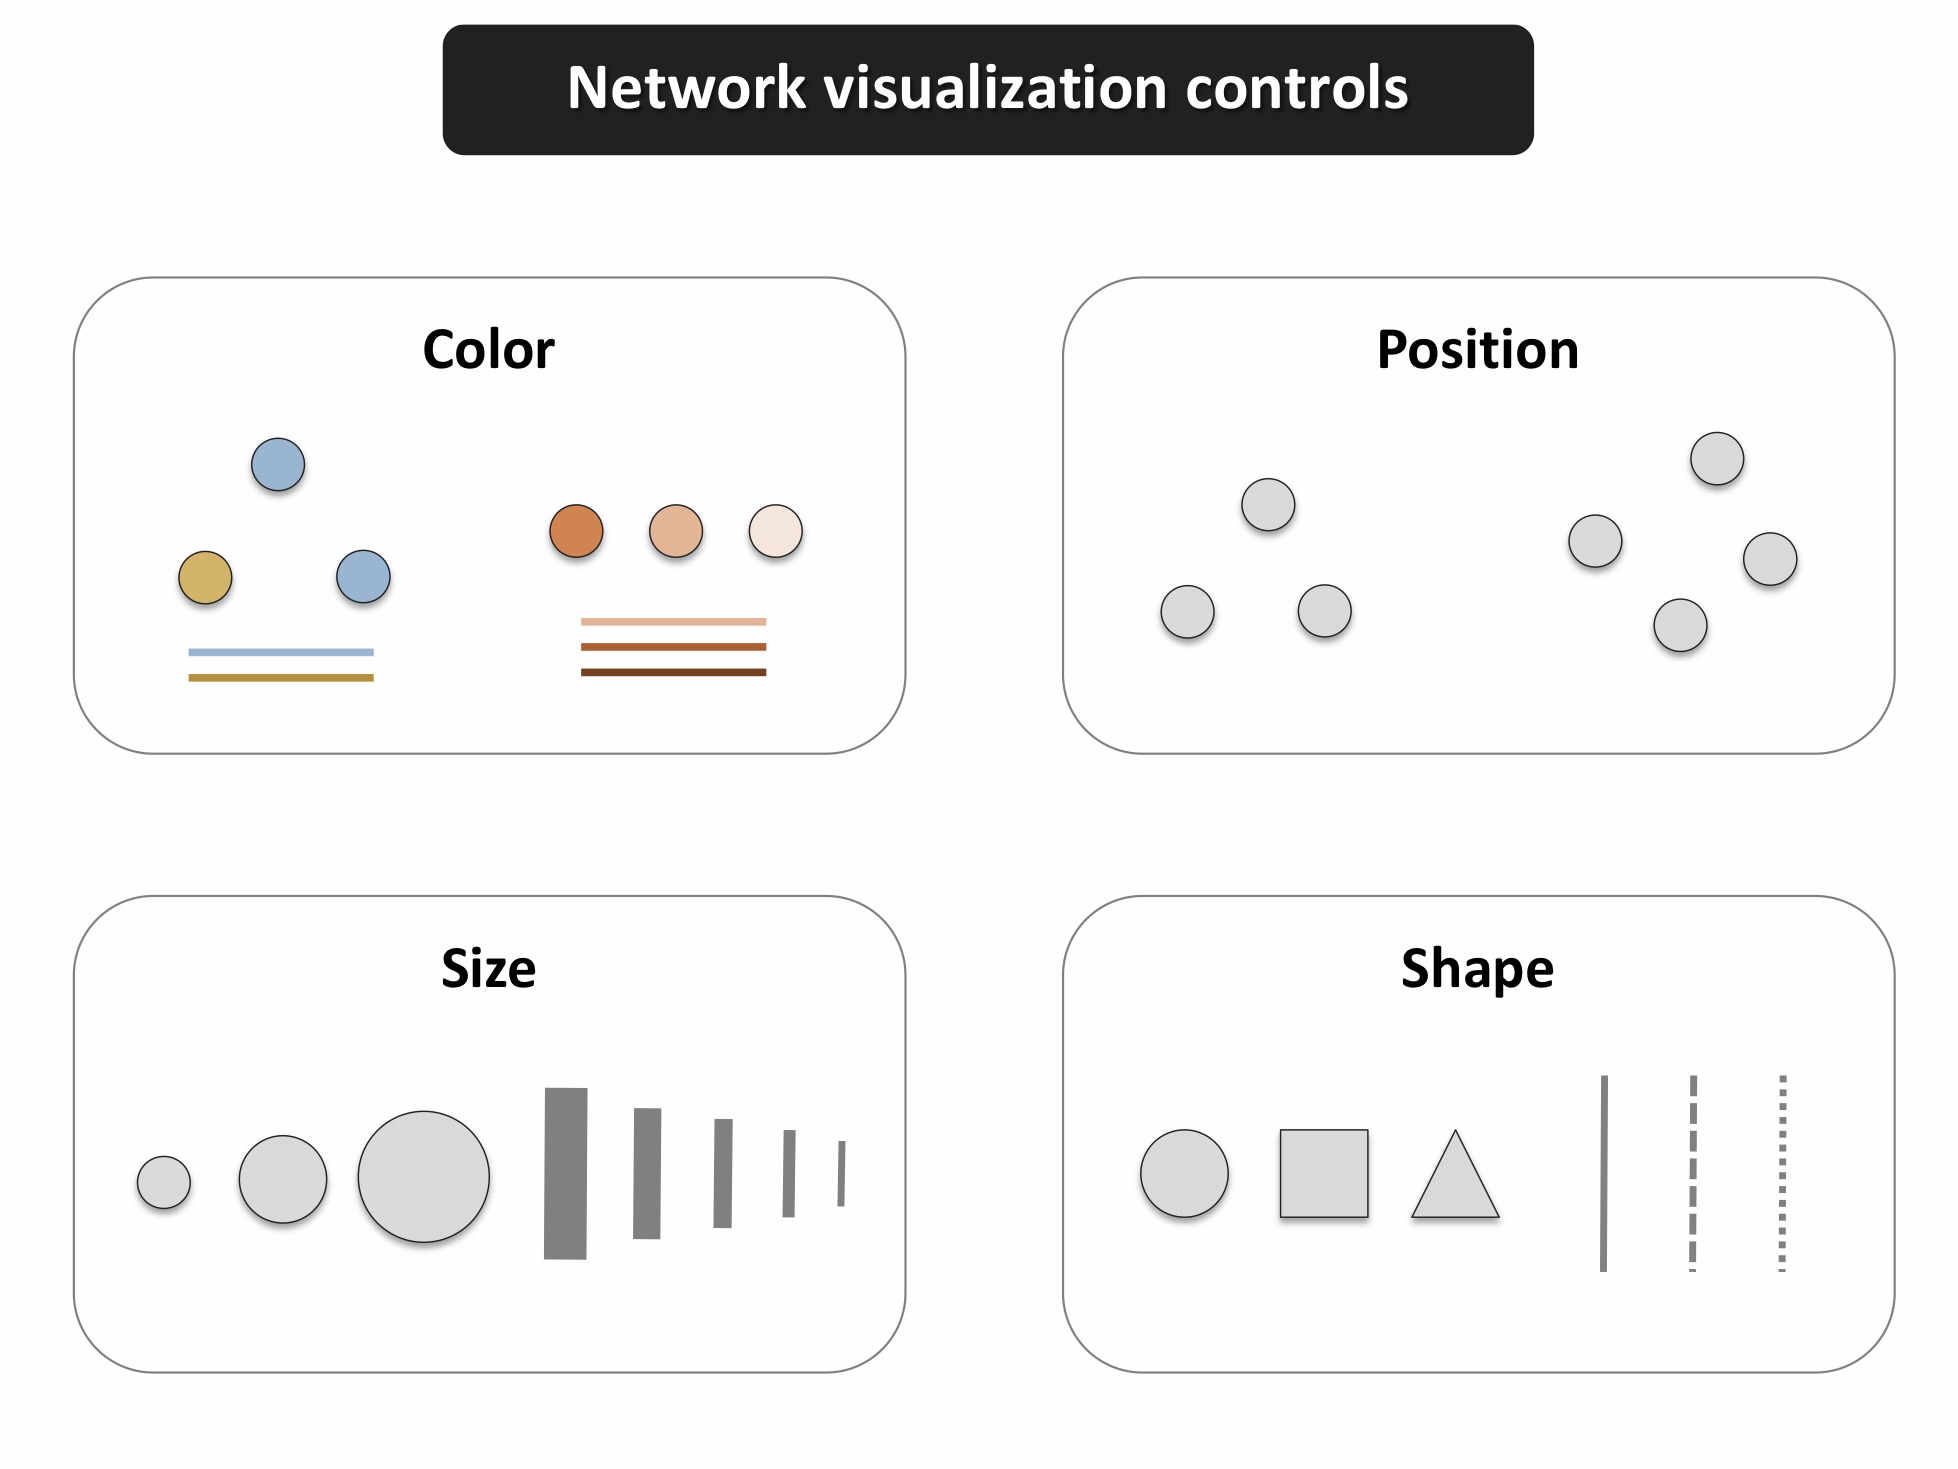 Network visualization controls
Color
Position
Size
Shape